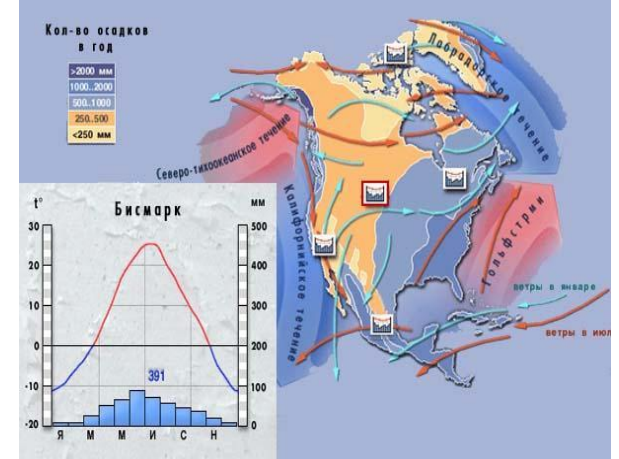 Кол-во осадков
в год
>2000 мм
1000..2000
500..1000
250..500
<250 мм
Лабрадорское течение
Северо-тихоокеанское течение
Калифорнийское течение
Гольфстрим
ветры в январе
ветры в июл
t°
Бисмарк
мм
30
500
20
400
10
300
0
200
-10
100
-20
0
391
Я М М И С Н